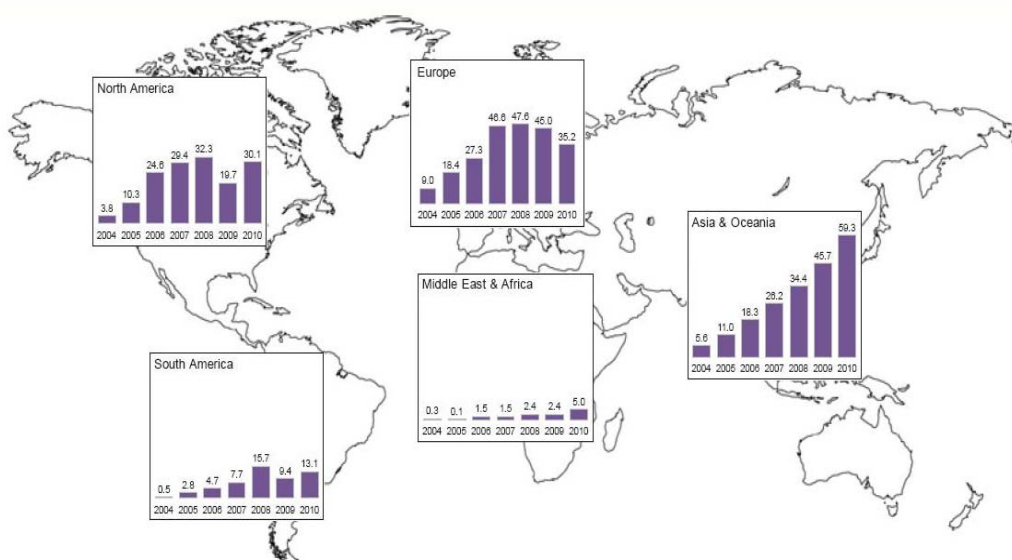 North America
3.8 10.3 24.6 29.4 32.3 19.7 30.1
2004 2005 2006 2007 2008 2009 2010
Europe
9.0 18.4 27.3 46.6 47.6 45.0 35.2
2004 2005 2006 2007 2008 2009 2010
Asia & Oceania
5.6 11.0 18.3 26.2 34.4 45.7 59.3
2004 2005 2006 2007 2008 2009 2010
Middle East & Africa
0.3 0.1 1.5 1.5 2.4 2.4 5.0
2004 2005 2006 2007 2008 2009 2010
South America
0.5 2.8 4.7 7.7 15.7 9.4 13.1
2004 2005 2006 2007 2008 2009 2010